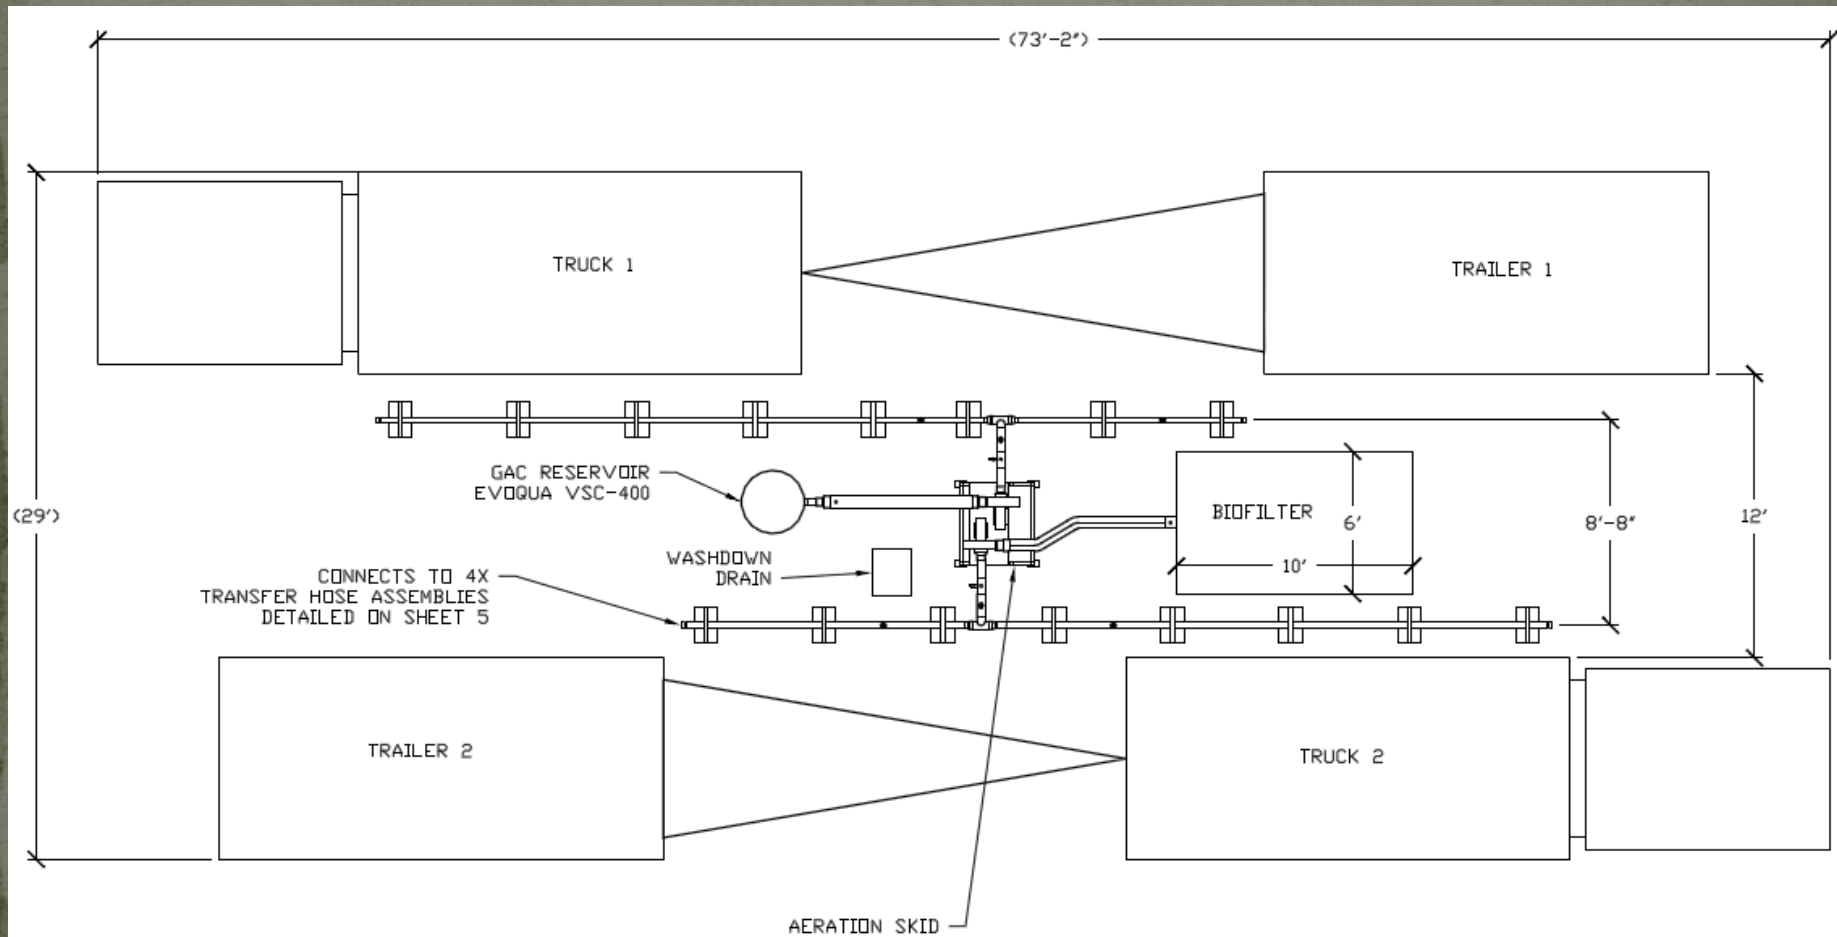 (73'-2")
TRUCK 1
TRAILER 1
GAC RESERVOIR
EVOQUA VSC-400
(29')
BIOFILTER
6'
8'-8"
12'
10'
WASHDOWN
DRAIN
CONNECTS TO 4X
TRANSFER HOSE ASSEMBLIES
DETAILED ON SHEET 5
TRAILER 2
TRUCK 2
AERATION SKID